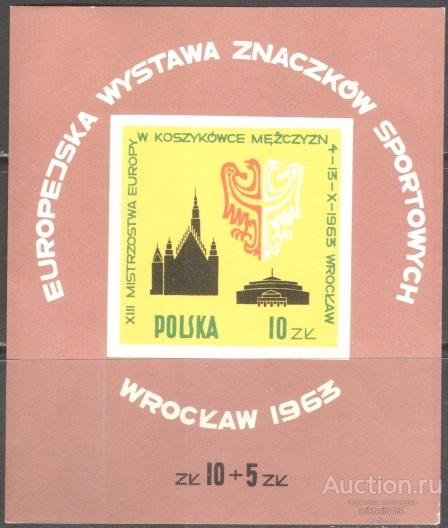 EUROPEJSKA WYSTAWA ZNACZKÓW SPORTOWYCH
XIII MISTRZOSTWA EUROPY
W KOSZYKÓWCE MĘŻCZYZN
4-13-X-1963 WROCŁAW
POLSKA 10 ZŁ
WROCŁAW 1963
ZŁ 10+5 ZŁ
Auction.ru